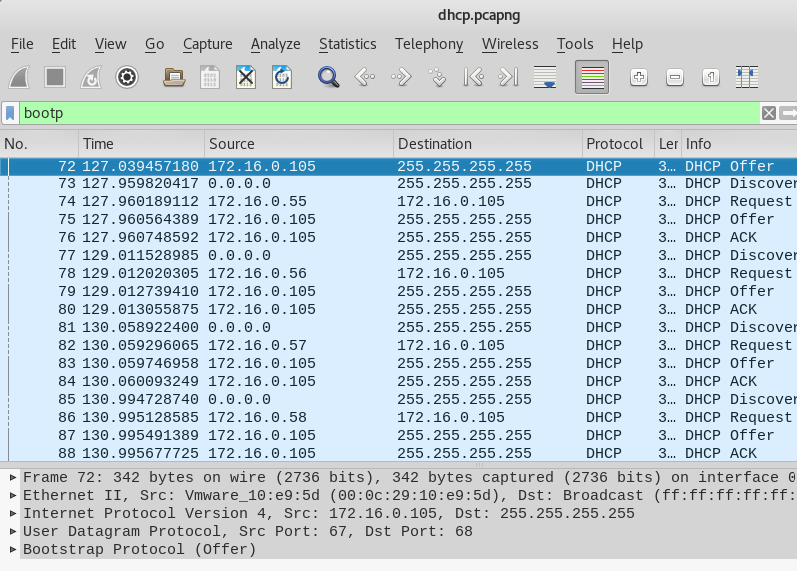 dhcp.pcapng
File Edit View Go Capture Analyze Statistics Telephony Wireless Tools Help
bootp
No. Time Source Destination Protocol Ler Info
72 127.039457180 172.16.0.105 255.255.255.255 DHCP 3… DHCP Offer
73 127.959820417 0.0.0.0 255.255.255.255 DHCP 3… DHCP Discover
74 127.960189112 172.16.0.55 172.16.0.105 DHCP 3… DHCP Request
75 127.960564389 172.16.0.105 255.255.255.255 DHCP 3… DHCP Offer
76 127.960748592 172.16.0.105 255.255.255.255 DHCP 3… DHCP ACK
77 129.011528985 0.0.0.0 255.255.255.255 DHCP 3… DHCP Discover
78 129.012020305 172.16.0.56 172.16.0.105 DHCP 3… DHCP Request
79 129.012739410 172.16.0.105 255.255.255.255 DHCP 3… DHCP Offer
80 129.013055875 172.16.0.105 255.255.255.255 DHCP 3… DHCP ACK
81 130.058922400 0.0.0.0 255.255.255.255 DHCP 3… DHCP Discover
82 130.059296065 172.16.0.57 172.16.0.105 DHCP 3… DHCP Request
83 130.059746958 172.16.0.105 255.255.255.255 DHCP 3… DHCP Offer
84 130.060093249 172.16.0.105 255.255.255.255 DHCP 3… DHCP ACK
85 130.994728740 0.0.0.0 255.255.255.255 DHCP 3… DHCP Discover
86 130.995128585 172.16.0.58 172.16.0.105 DHCP 3… DHCP Request
87 130.995491389 172.16.0.105 255.255.255.255 DHCP 3… DHCP Offer
88 130.995677725 172.16.0.105 255.255.255.255 DHCP 3… DHCP ACK
Frame 72: 342 bytes on wire (2736 bits), 342 bytes captured (2736 bits) on interface 0
Ethernet II, Src: Vmware_10:e9:5d (00:0c:29:10:e9:5d), Dst: Broadcast (ff:ff:ff:ff:ff:
Internet Protocol Version 4, Src: 172.16.0.105, Dst: 255.255.255.255
User Datagram Protocol, Src Port: 67, Dst Port: 68
Bootstrap Protocol (Offer)